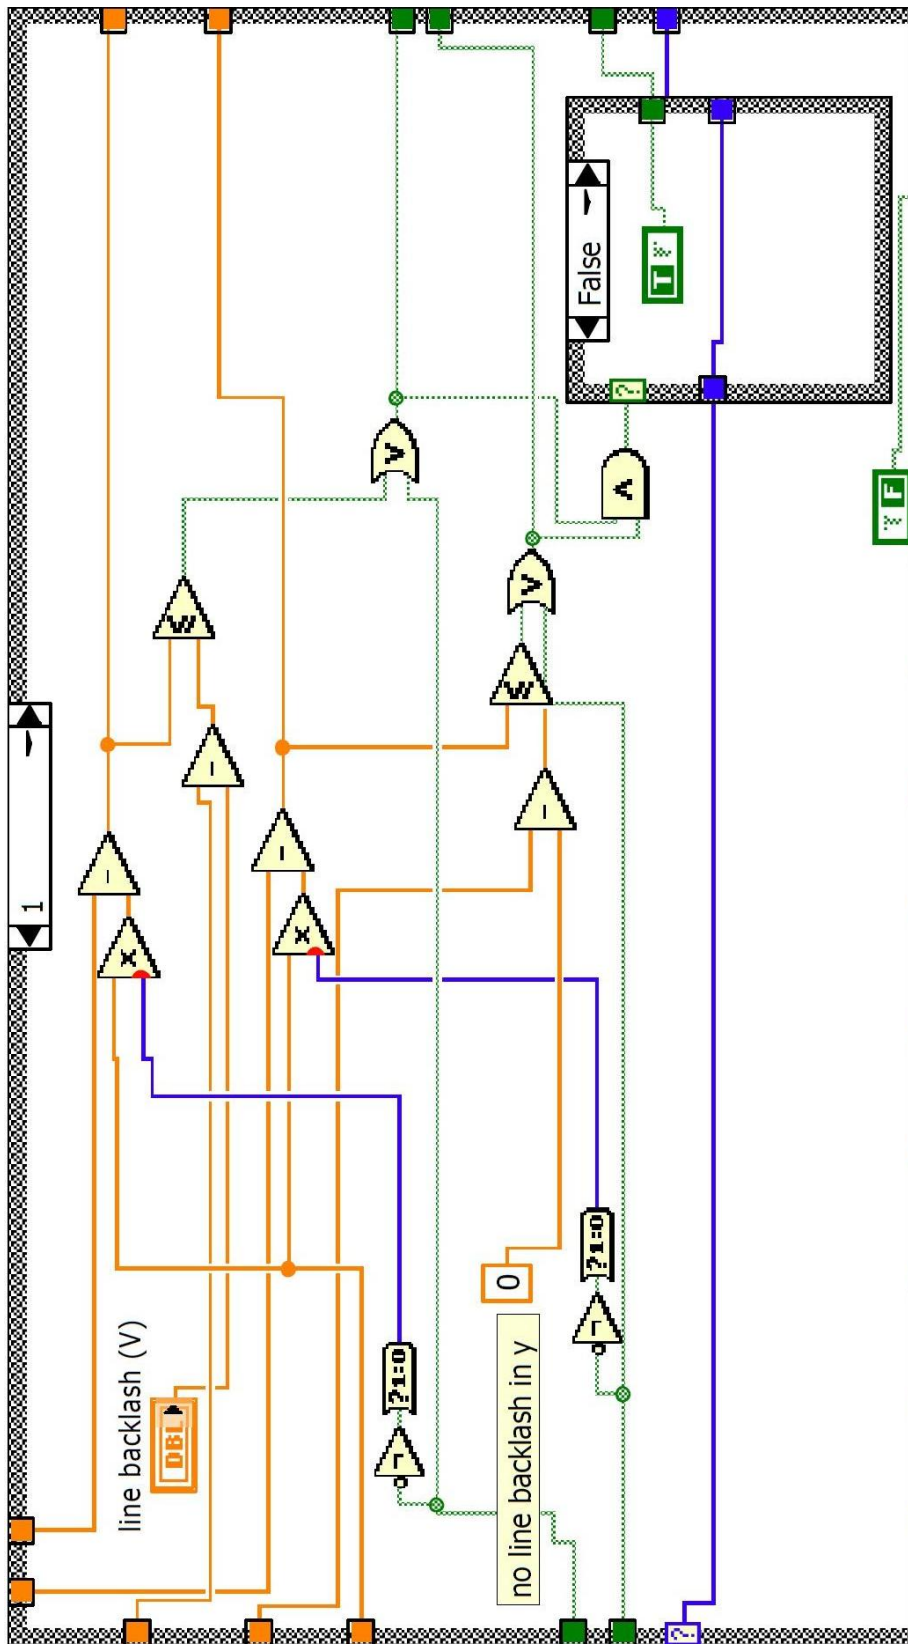 1
line backlash (V)
DBL
x
–
≤
–
x
–
?1:0
∨
0
no line backlash in y
?1:0
–
≤
∨
∧
False
?
T F
T F
?